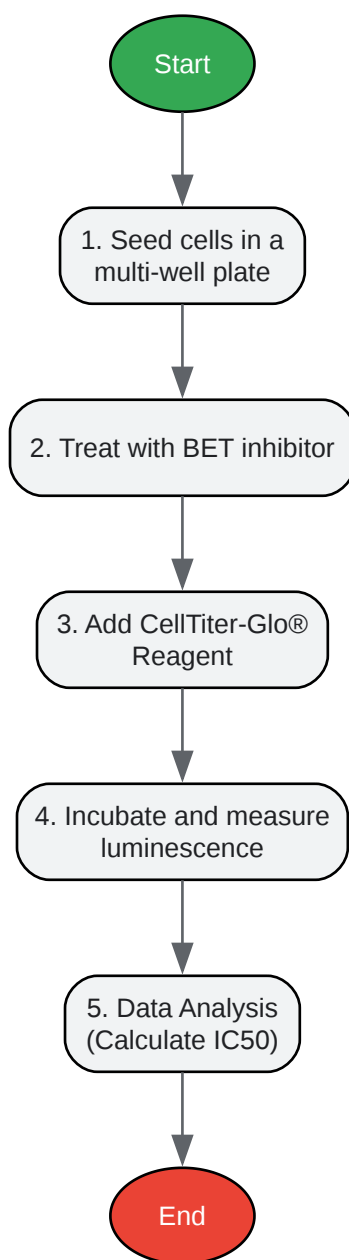 Start
1. Seed cells in a
multi-well plate
2. Treat with BET inhibitor
3. Add CellTiter-Glo®
Reagent
4. Incubate and measure
luminescence
5. Data Analysis
(Calculate IC50)
End